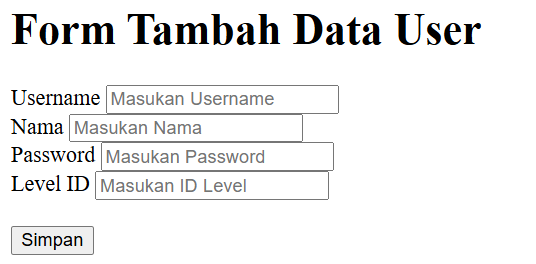 Form Tambah Data User
Username Masukan Username
Nama Masukan Nama
Password Masukan Password
Level ID Masukan ID Level
Simpan